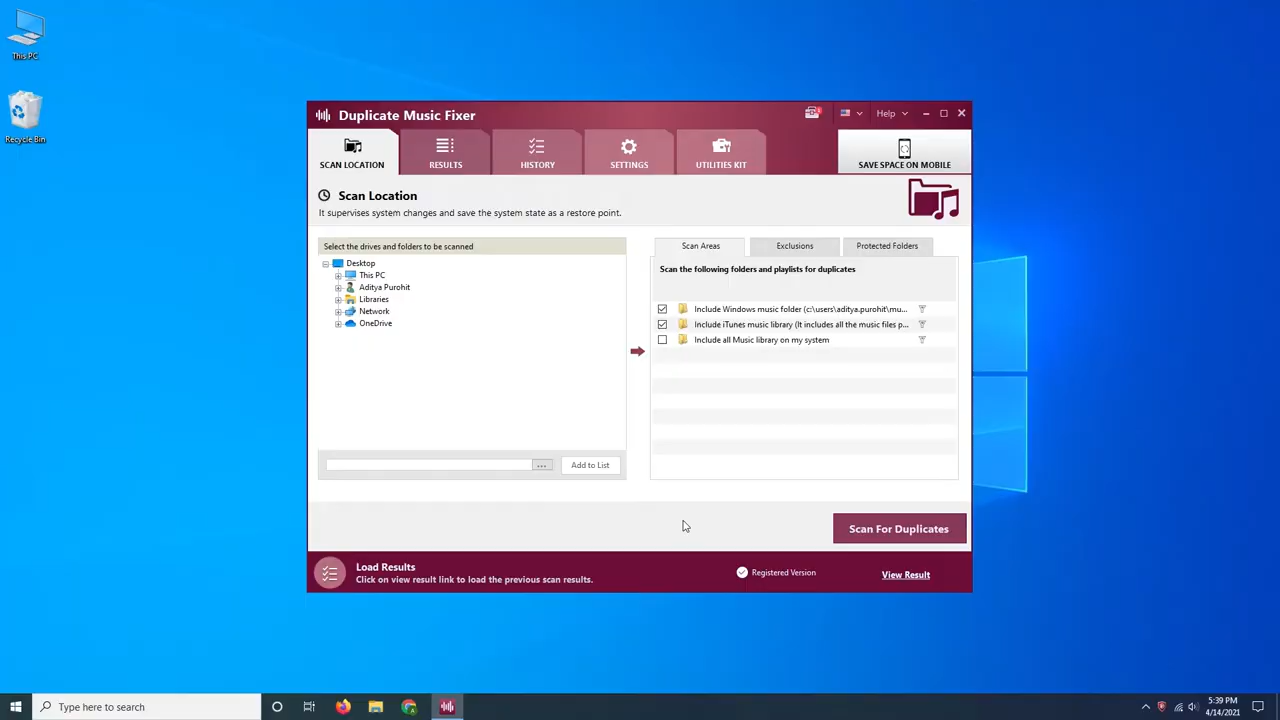 This PC
Recycle Bin
Duplicate Music Fixer
Help
SCAN LOCATION
RESULTS
HISTORY
SETTINGS
UTILITIES KIT
SAVE SPACE ON MOBILE
Scan Location
It supervises system changes and save the system state as a restore point.
Select the drives and folders to be scanned
Desktop
This PC
Aditya Purohit
Libraries
Network
OneDrive
...
Add to List
Scan Areas
Exclusions
Protected Folders
Scan the following folders and playlists for duplicates
Include Windows music folder (c:\users\aditya.purohit\mu...
Include iTunes music library (It includes all the music files p...
Include all Music library on my system
Scan For Duplicates
Load Results
Click on view result link to load the previous scan results.
Registered Version
View Result
Type here to search
5:39 PM
4/14/2021